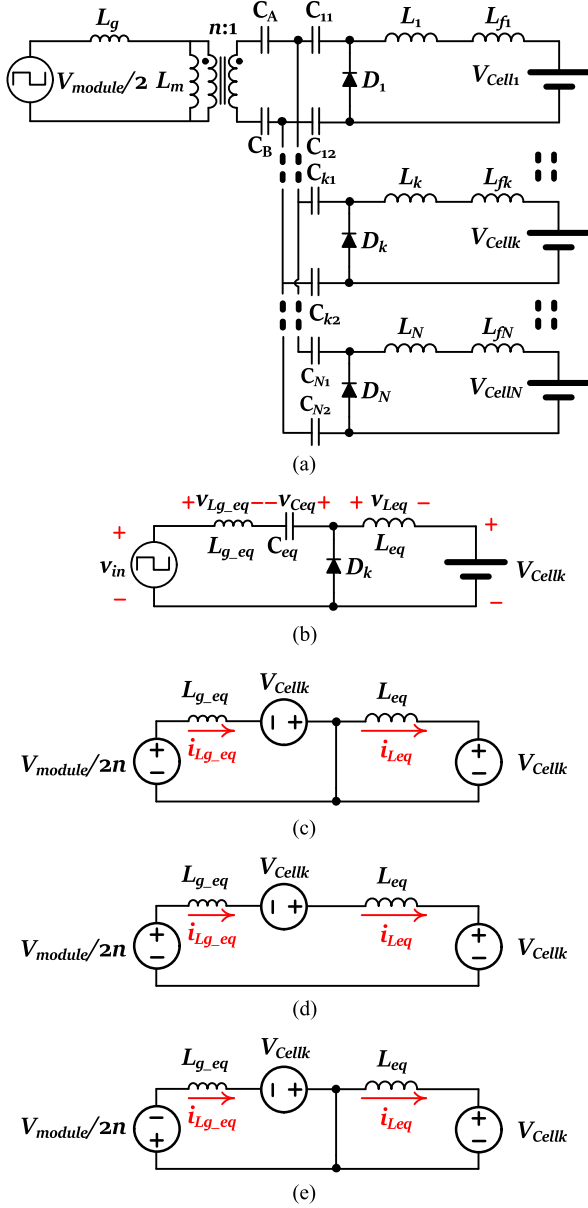 L_g n:1 C_A C_11 L_1 L_f1
V_module/2 L_m D_1 V_Cell1
C_B C_12
C_k1 L_k L_fk
D_k V_Cellk
C_k2
L_N L_fN
C_N1 D_N V_CellN
C_N2
(a)
+ v_Lg_eq − − v_Ceq + + v_Leq −
+ L_g_eq C_eq L_eq +
v_in D_k V_Cellk
− −
(b)
L_g_eq V_Cellk L_eq
V_module/2n + − i_Lg_eq − + i_Leq + − V_Cellk
(c)
L_g_eq V_Cellk L_eq
V_module/2n + − i_Lg_eq − + i_Leq + − V_Cellk
(d)
L_g_eq V_Cellk L_eq
V_module/2n − + i_Lg_eq − + i_Leq + − V_Cellk
(e)